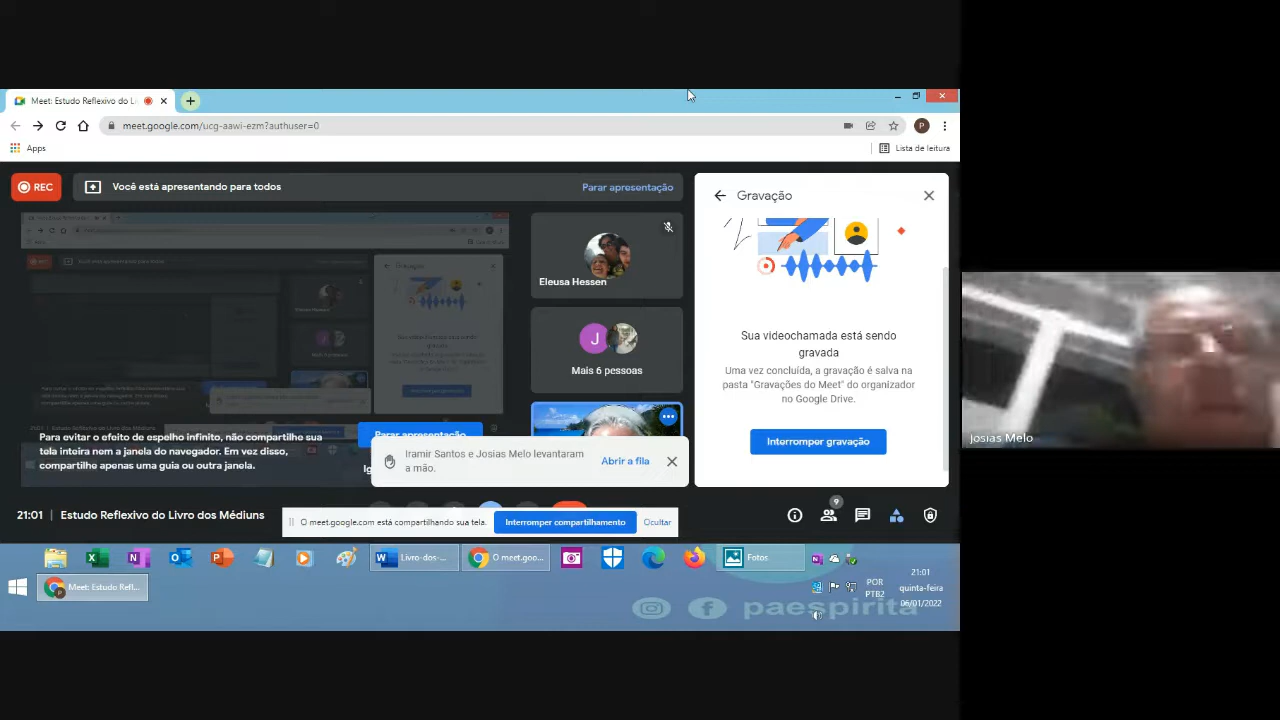 Meet: Estudo Reflexivo do Li
meet.google.com/ucg-aawi-ezm?authuser=0
P
Apps
Lista de leitura
REC
Você está apresentando para todos
Parar apresentação
Gravação
Eleusa Hessen
J
Mais 6 pessoas
Sua videochamada está sendo
gravada
Uma vez concluída, a gravação é salva na
pasta "Gravações do Meet" do organizador
no Google Drive.
Interromper gravação
Para evitar o efeito de espelho infinito, não compartilhe sua
tela inteira nem a janela do navegador. Em vez disso,
compartilhe apenas uma guia ou outra janela.
Parar apresentação
Iramir Santos e Josias Melo levantaram
a mão.
Abrir a fila
Josias Melo
21:01 | Estudo Reflexivo do Livro dos Médiuns
O meet.google.com está compartilhando sua tela.
Interromper compartilhamento
Ocultar
9
Livro-dos-...
O meet.goo...
Fotos
Meet: Estudo Refl...
POR
PTB2
21:01
quinta-feira
06/01/2022
paespirita